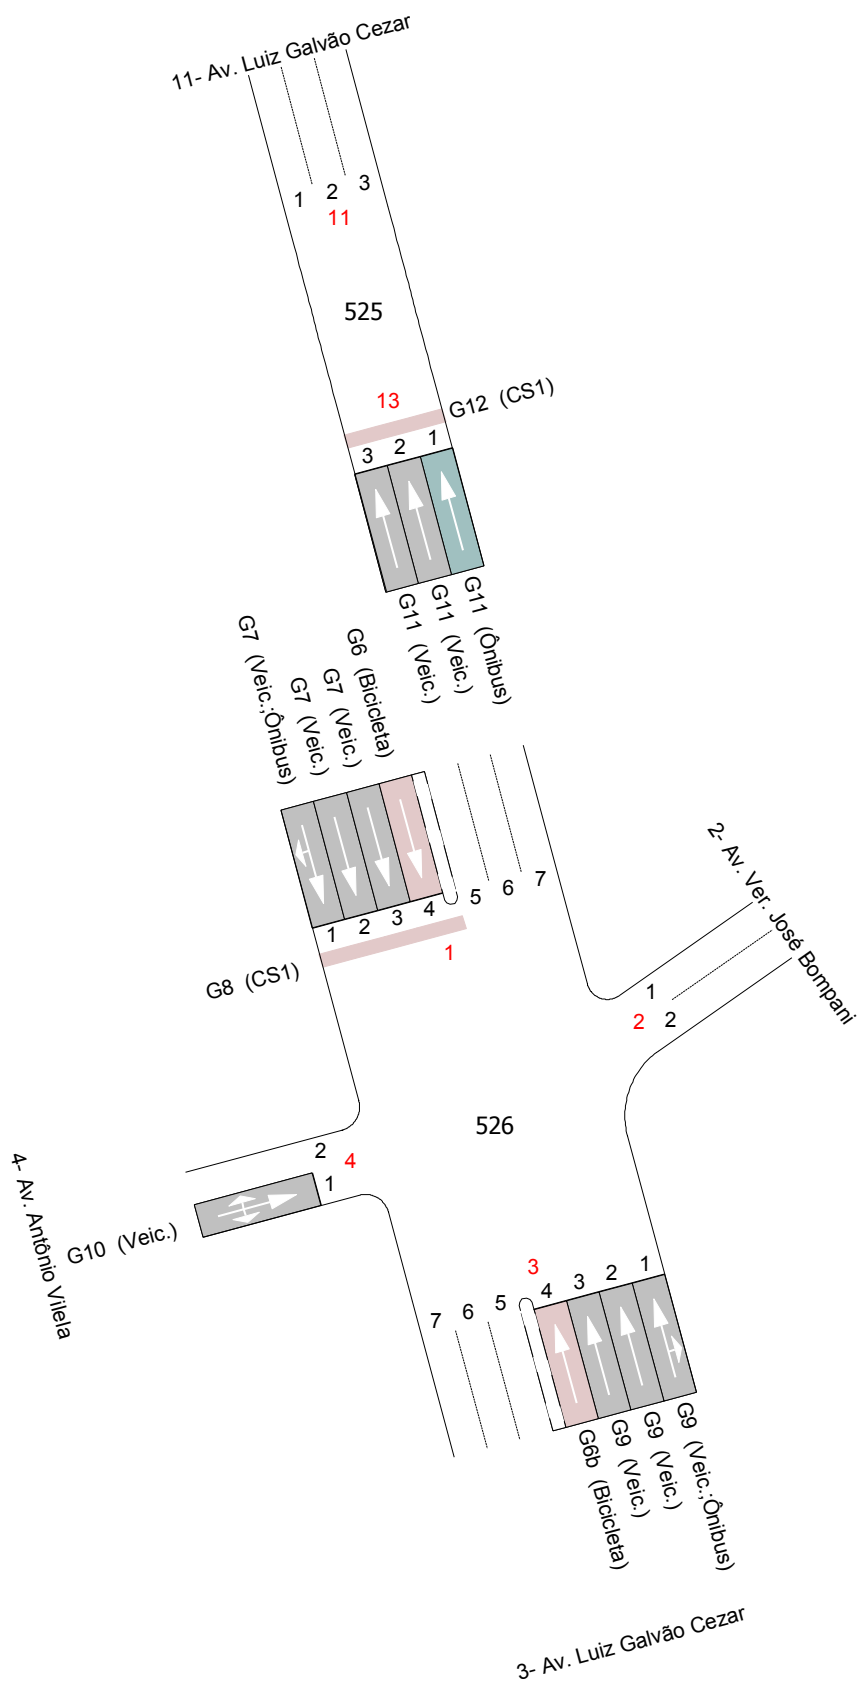 11- Av. Luiz Galvão Cezar
1 2 3
11
525
13
G12 (CS1)
3 2 1
G11 (Veic.)
G11 (Veic.)
G11 (Ônibus)
G7 (Veic.;Ônibus)
G7 (Veic.)
G7 (Veic.)
G6 (Bicicleta)
1 2 3 4 5 6 7
1
G8 (CS1)
2- Av. Ver. José Bompani
1
2 2
526
2
4
1
4- Av. Antônio Vilela
G10 (Veic.)
3
7 6 5 4 3 2 1
G6b (Bicicleta)
G9 (Veic.)
G9 (Veic.)
G9 (Veic.;Ônibus)
3- Av. Luiz Galvão Cezar